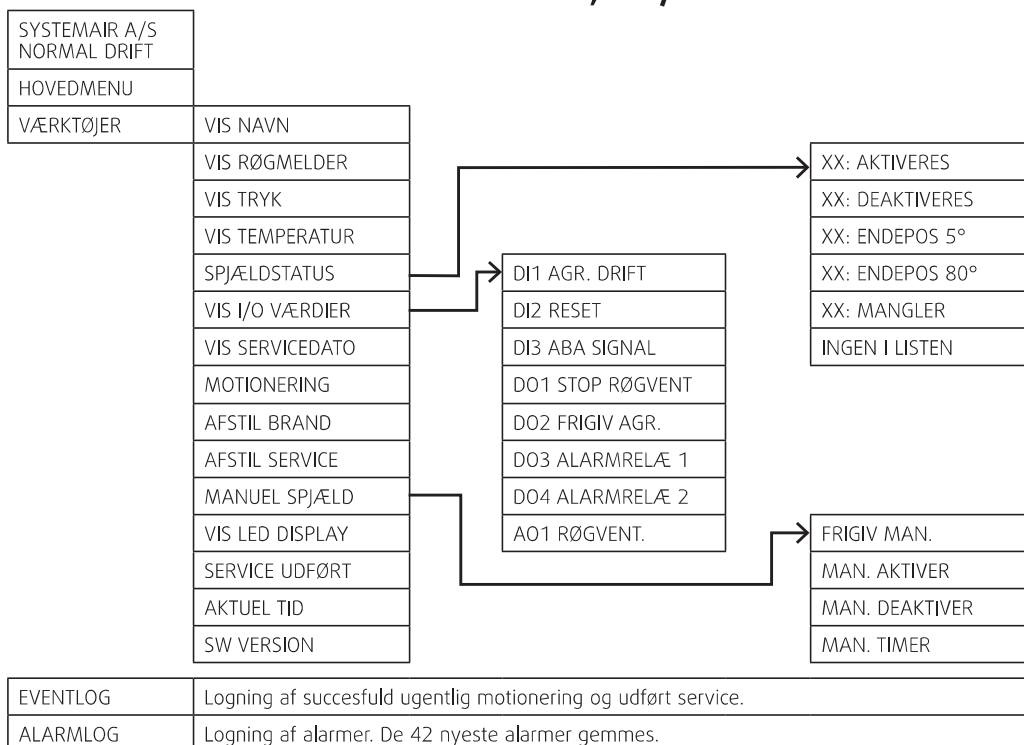 SYSTEMAIR A/S
NORMAL DRIFT
HOVEDMENU
VÆRKTØJER
VIS NAVN
VIS RØGMELDER
VIS TRYK
VIS TEMPERATUR
SPJÆLDSTATUS
VIS I/O VÆRDIER
VIS SERVICEDATO
MOTIONERING
AFSTIL BRAND
AFSTIL SERVICE
MANUEL SPJÆLD
VIS LED DISPLAY
SERVICE UDFØRT
AKTUEL TID
SW VERSION
DI1 AGR. DRIFT
DI2 RESET
DI3 ABA SIGNAL
DO1 STOP RØGVENT
DO2 FRIGIV AGR.
DO3 ALARMRELÆ 1
DO4 ALARMRELÆ 2
AO1 RØGVENT.
XX: AKTIVERES
XX: DEAKTIVERES
XX: ENDEPOS 5°
XX: ENDEPOS 80°
XX: MANGLER
INGEN I LISTEN
FRIGIV MAN.
MAN. AKTIVER
MAN. DEAKTIVER
MAN. TIMER
EVENTLOG
Logning af succesfuld ugentlig motionering og udført service.
ALARMLOG
Logning af alarmer. De 42 nyeste alarmer gemmes.